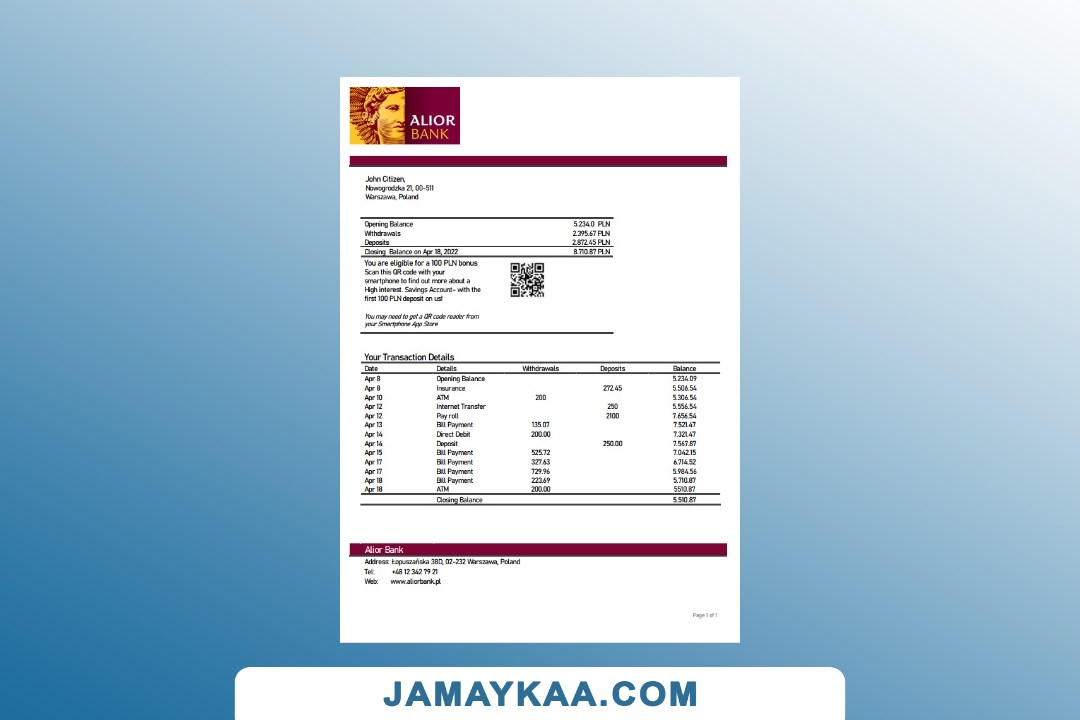 ALIOR
BANK
John Citizen,
Nowogrodzka 21, 00-511
Warszawa, Poland
Opening Balance 5.234.0 PLN
Withdrawals 2.395.67 PLN
Deposits 2.872.45 PLN
Closing Balance on Apr 18, 2022 8.710.87 PLN
You are eligible for a 100 PLN bonus
Scan this QR code with your
smartphone to find out more about a
High interest. Savings Account- with the
first 100 PLN deposit on us!
You may need to get a QR code reader from
your Smartphone App Store
Your Transaction Details
Date Details Withdrawals Deposits Balance
Apr 8 Opening Balance 5.234.09
Apr 8 Insurance 272.45 5.506.54
Apr 10 ATM 200 5.306.54
Apr 12 Internet Transfer 250 5.556.54
Apr 12 Pay roll 2100 7.656.54
Apr 13 Bill Payment 135.07 7.521.47
Apr 14 Direct Debit 200.00 7.321.47
Apr 14 Deposit 250.00 7.567.87
Apr 15 Bill Payment 525.72 7.042.15
Apr 17 Bill Payment 327.63 6.714.52
Apr 17 Bill Payment 729.96 5.984.56
Apr 18 Bill Payment 223.69 5.710.87
Apr 18 ATM 200.00 5510.87
Closing Balance 5.510.87
Alior Bank
Address: Łopuszańska 38D, 02-232 Warszawa, Poland
Tel: +48 12 342 79 21
Web: www.aliorbank.pl
Page 1 of 1
JAMAYKAA.COM